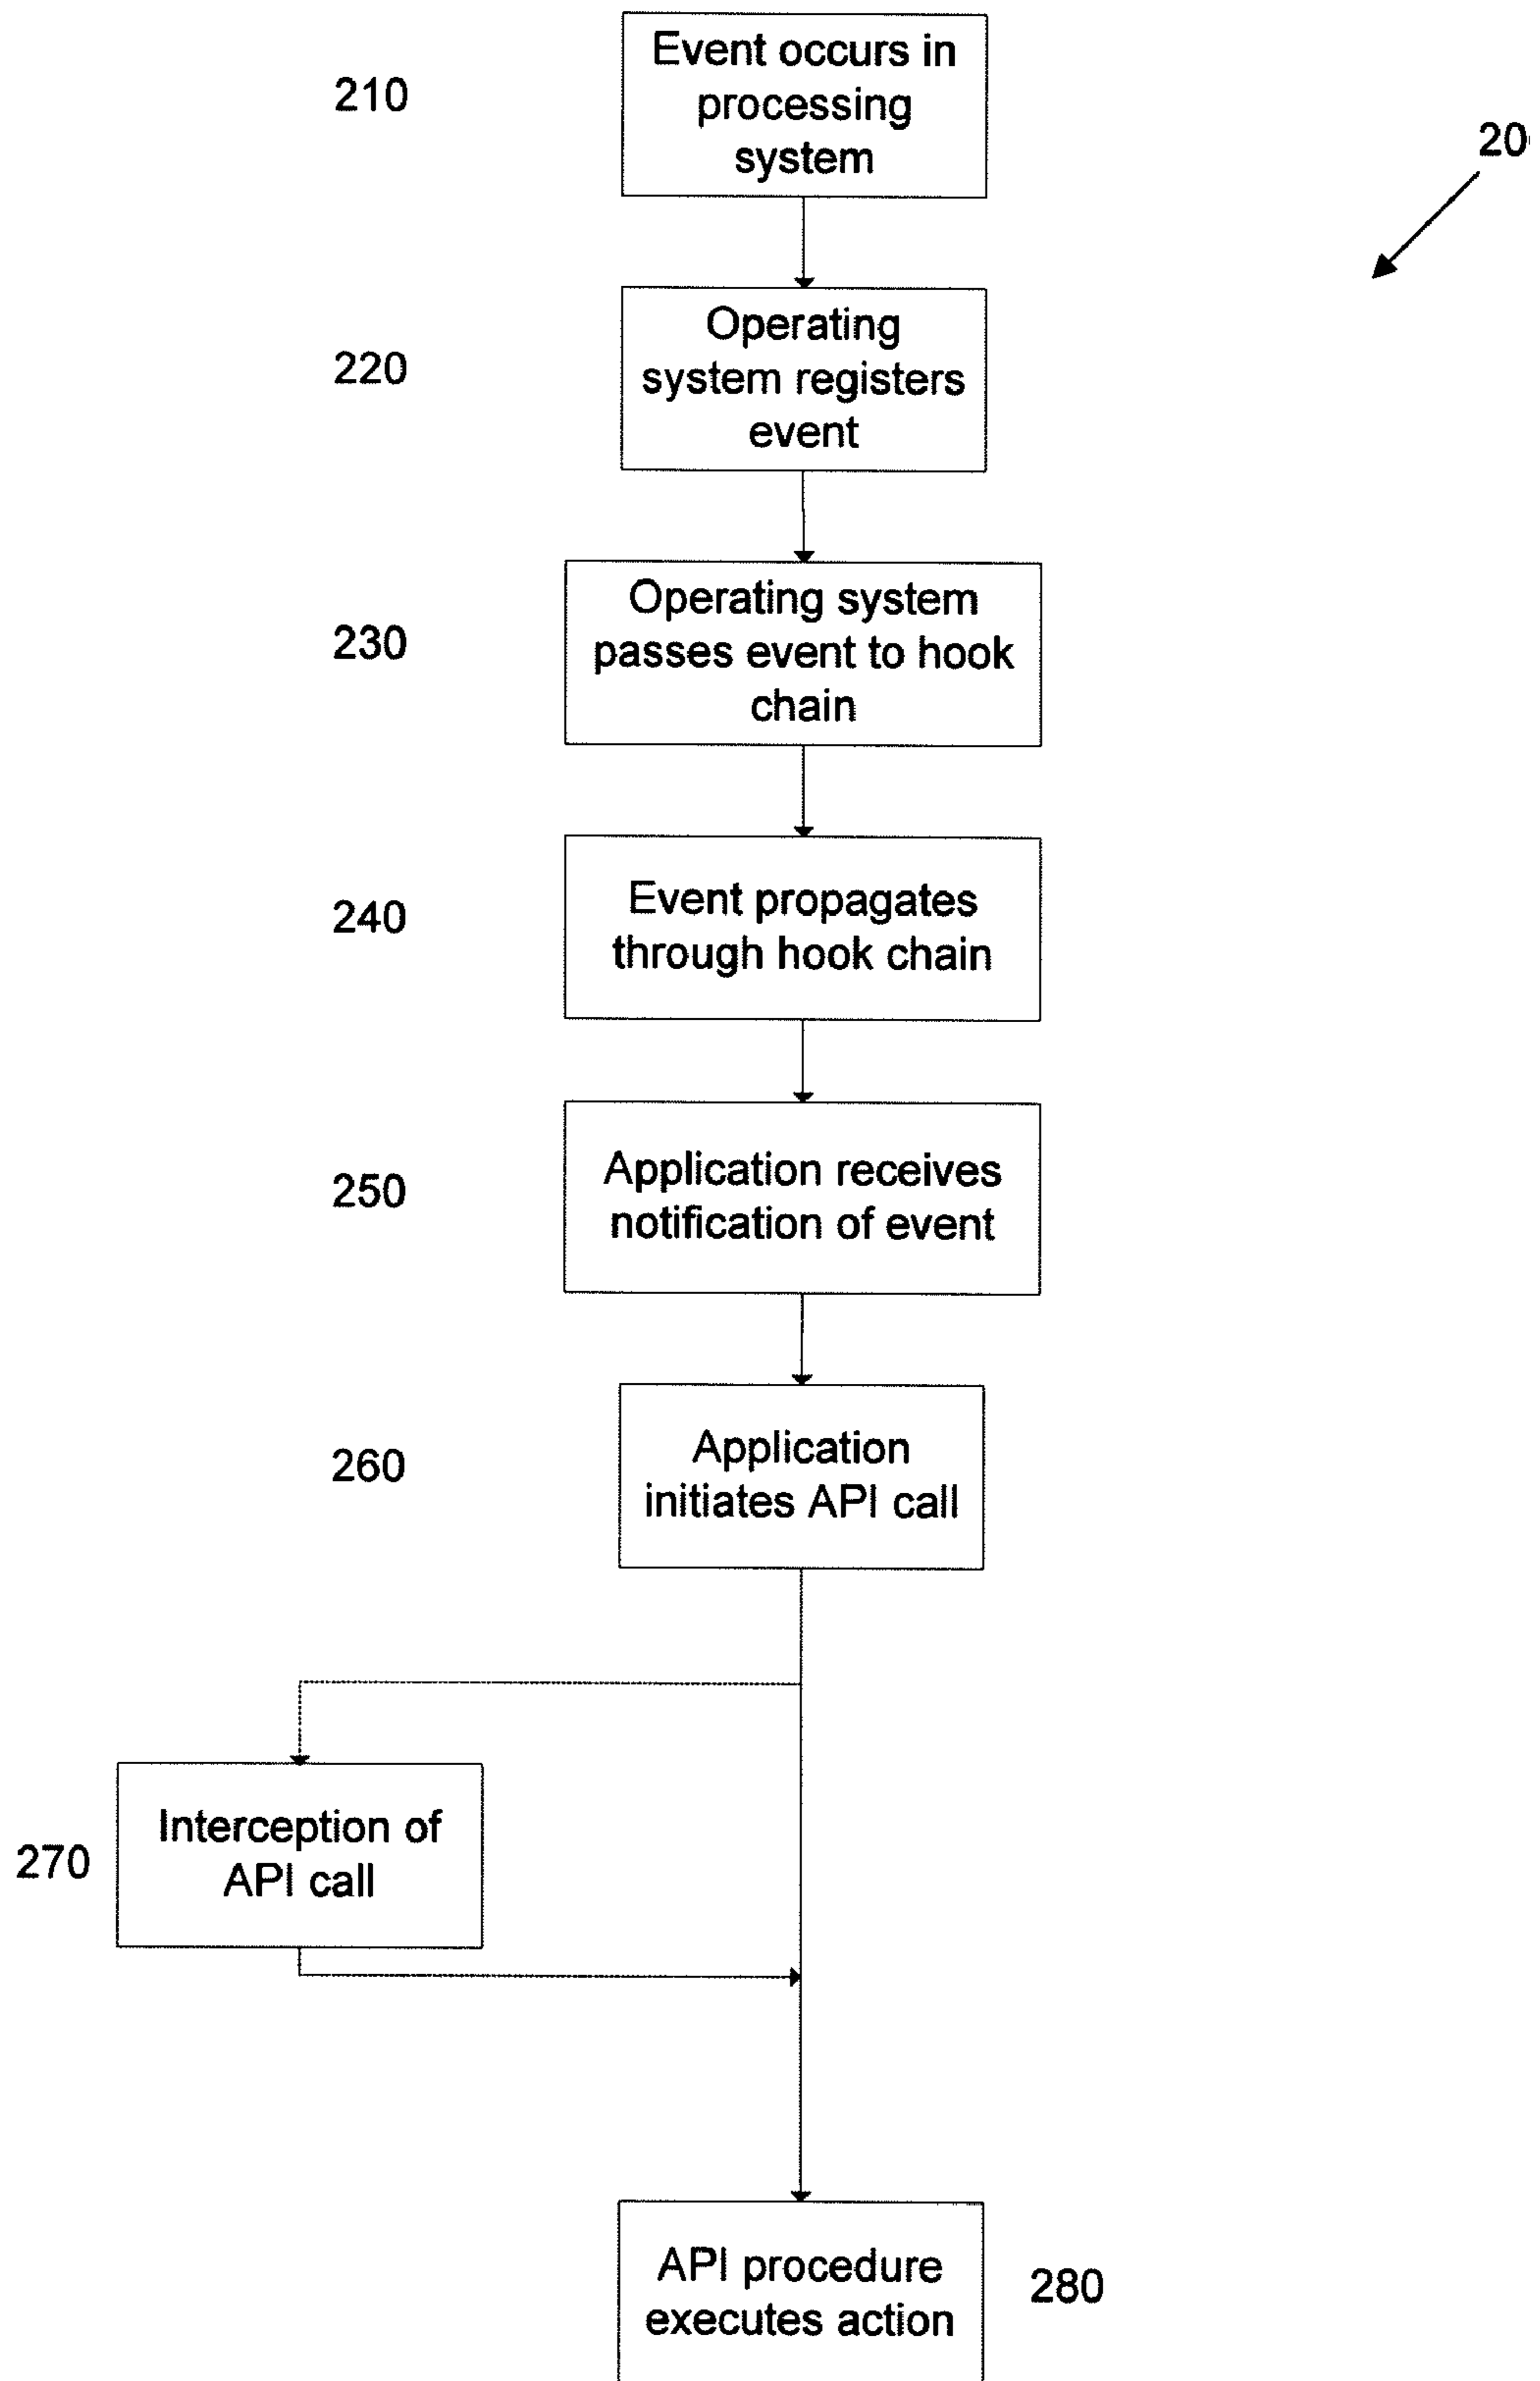 210
Event occurs in
processing
system
20
220
Operating
system registers
event
230
Operating system
passes event to hook
chain
240
Event propagates
through hook chain
250
Application receives
notification of event
260
Application
initiates API call
270
Interception of
API call
API procedure
executes action
280